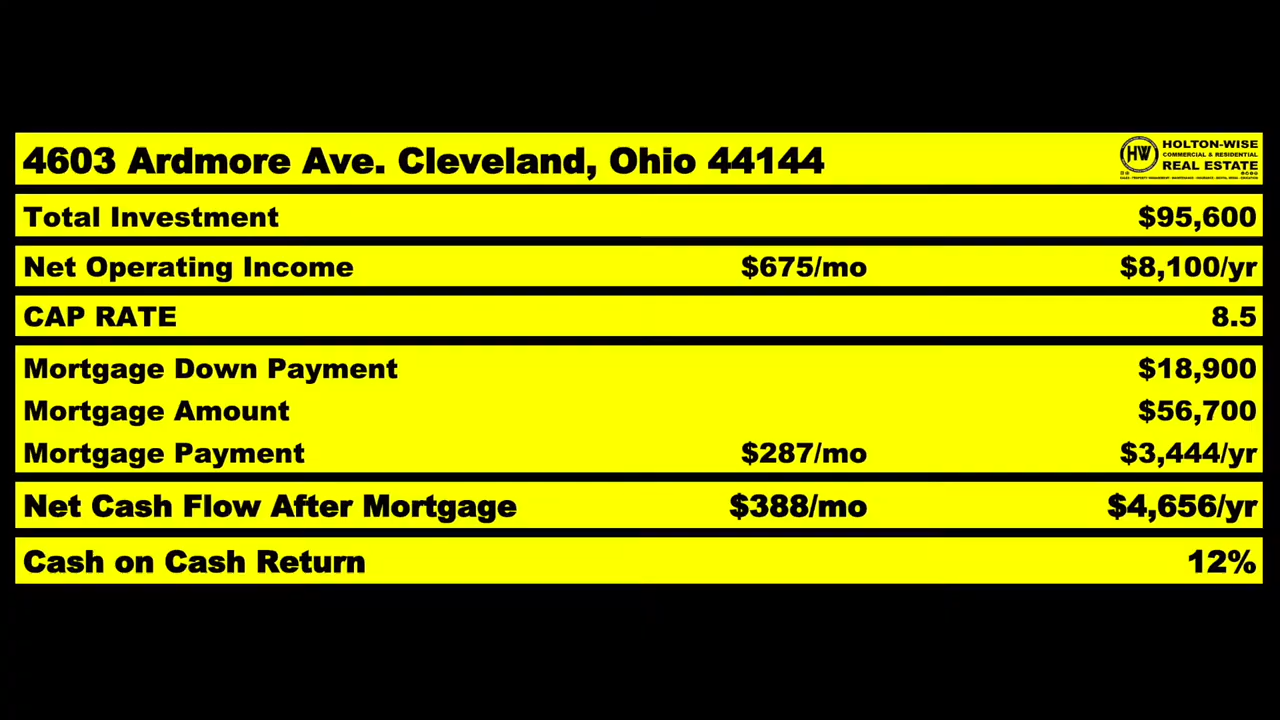 4603 Ardmore Ave. Cleveland, Ohio 44144
HW
HOLTON-WISE
COMMERCIAL & RESIDENTIAL
REAL ESTATE
Total Investment $95,600
Net Operating Income $675/mo $8,100/yr
CAP RATE 8.5
Mortgage Down Payment $18,900
Mortgage Amount $56,700
Mortgage Payment $287/mo $3,444/yr
Net Cash Flow After Mortgage $388/mo $4,656/yr
Cash on Cash Return 12%